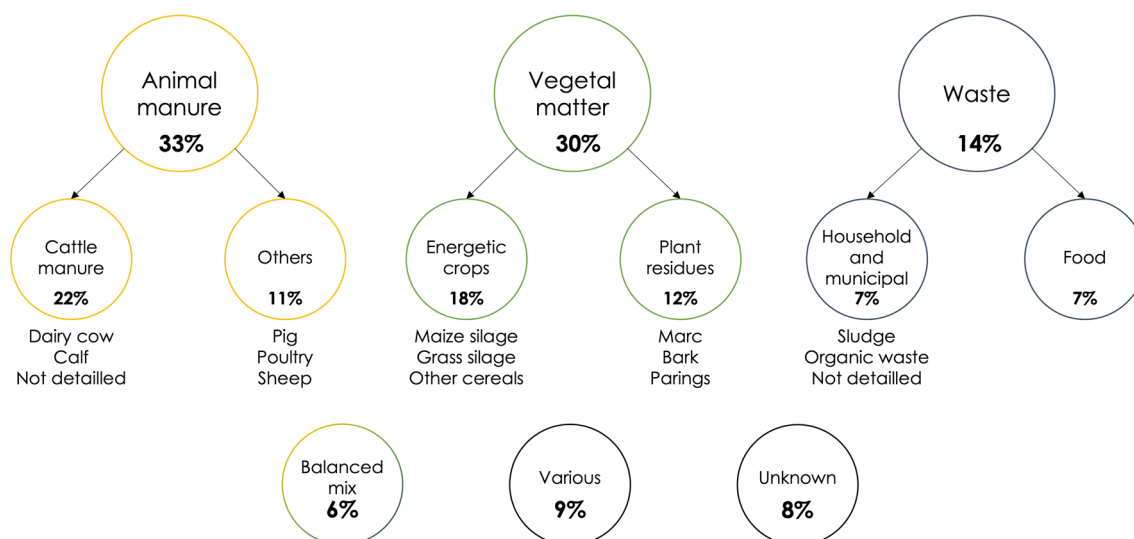 Animal
manure
33%
Vegetal
matter
30%
Waste
14%
Cattle
manure
22%
Others
11%
Energetic
crops
18%
Plant
residues
12%
Household
and
municipal
7%
Food
7%
Dairy cow
Calf
Not detailled
Pig
Poultry
Sheep
Maize silage
Grass silage
Other cereals
Marc
Bark
Parings
Sludge
Organic waste
Not detailled
Balanced
mix
6%
Various
9%
Unknown
8%